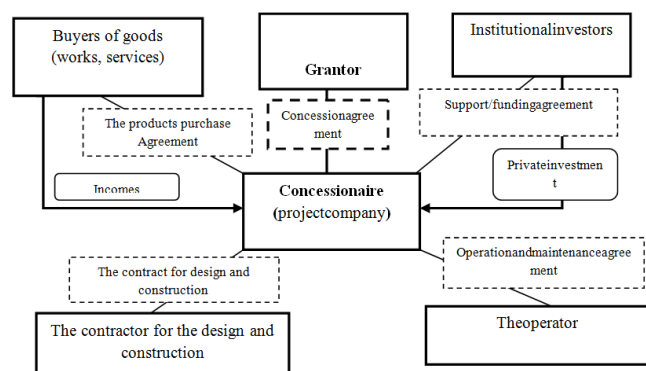 Buyers of goods
(works, services)
Grantor
Institutionalinvestors
The products purchase
Agreement
Concessionagree
ment
Support/fundingagreement
Incomes
Privateinvestmen
t
Concessionaire
(projectcompany)
The contract for design and
construction
Operationandmaintenanceagree
ment
The contractor for the design and
construction
Theoperator